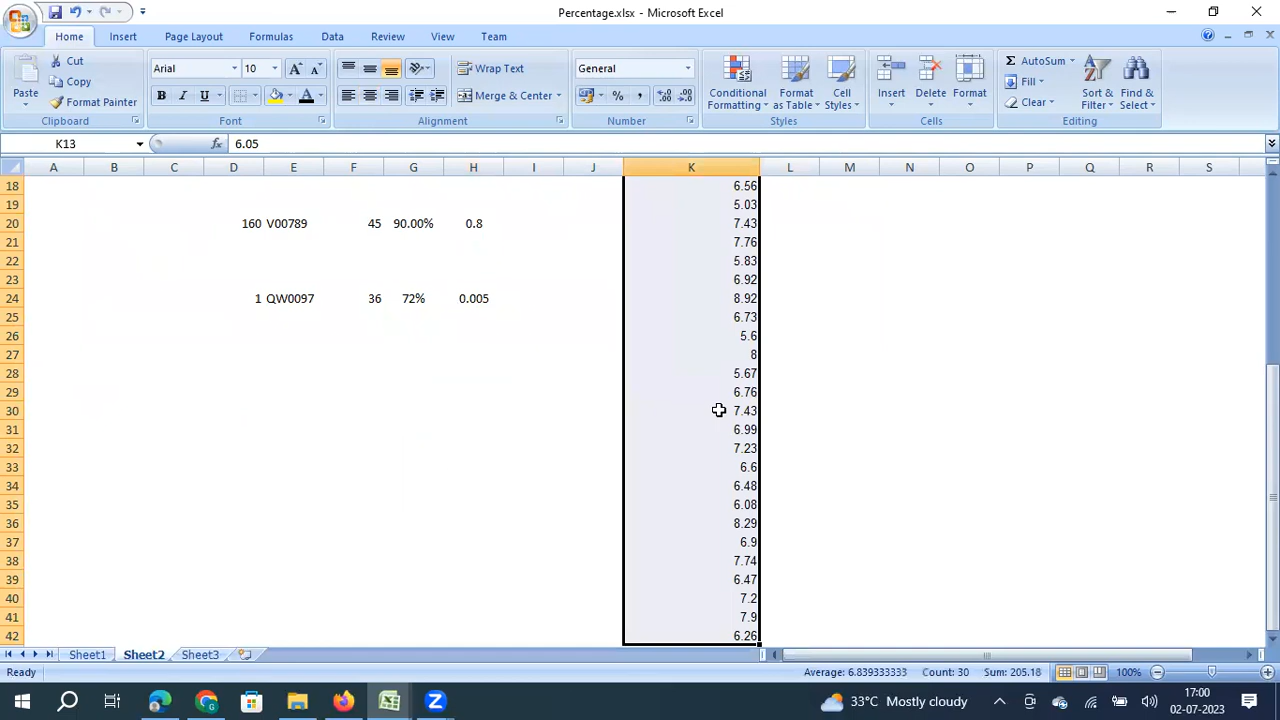 Percentage.xlsx - Microsoft Excel
Home Insert Page Layout Formulas Data Review View Team
Paste Cut Copy Format Painter Clipboard
Arial 10 B I U A A A Font
Wrap Text Merge & Center Alignment
General % , Number
Conditional Formatting Format as Table Cell Styles Styles
Insert Delete Format Cells
Σ AutoSum Fill Clear Sort & Filter Find & Select Editing
K13 fx 6.05
A B C D E F G H I J K L M N O P Q R S
18 6.56
19 5.03
20 160 V00789 45 90.00% 0.8 7.43
21 7.76
22 5.83
23 6.92
24 1 QW0097 36 72% 0.005 8.92
25 6.73
26 5.6
27 8
28 5.67
29 6.76
30 7.43
31 6.99
32 7.23
33 6.6
34 6.48
35 6.08
36 8.29
37 6.9
38 7.74
39 6.47
40 7.2
41 7.9
42 6.26
Sheet1 Sheet2 Sheet3
Ready Average: 6.839333333 Count: 30 Sum: 205.18 100%
33°C Mostly cloudy 17:00
02-07-2023